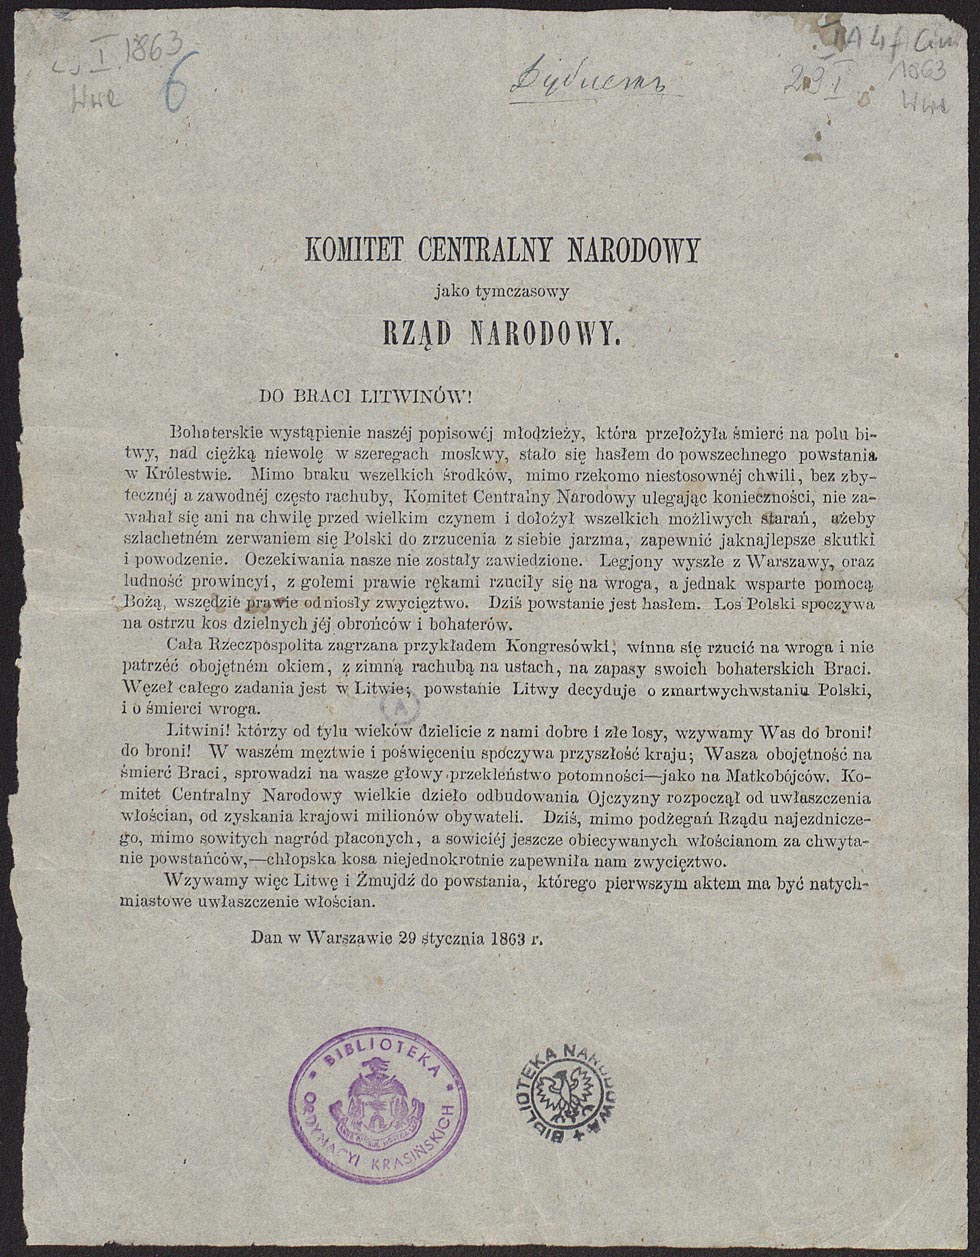 I 1863
Wwa
6
29 I
1863
Wwa
KOMITET CENTRALNY NARODOWY
jako tymczasowy
RZĄD NARODOWY.
DO BRACI LITWINÓW!
Bohaterskie wystąpienie naszéj popisowéj młodzieży, która przełożyła śmierć na polu bi-
twy, nad ciężką niewolę w szeregach moskwy, stało się hasłem do powszechnego powstania
w Królestwie. Mimo braku wszelkich środków, mimo rzekomo niestosownéj chwili, bez zby-
tecznéj a zawodnéj często rachuby, Komitet Centralny Narodowy ulegając konieczności, nie za-
wahał się ani na chwilę przed wielkim czynem i dołożył wszelkich możliwych starań, ażeby
szlachetném zerwaniem się Polski do zrzucenia z siebie jarzma, zapewnić jaknajlepsze skutki
i powodzenie. Oczekiwania nasze nie zostały zawiedzione. Legjony wyszłe z Warszawy, oraz
ludność prowincyi, z gołemi prawie rękami rzuciły się na wroga, a jednak wsparte pomocą
Bożą, wszędzie prawie odniosły zwycięztwo. Dziś powstanie jest hasłem. Los Polski spoczywa
na ostrzu kos dzielnych jéj obrońców i bohaterów.
Cała Rzeczpospolita zagrzana przykładem Kongresówki, winna się rzucić na wroga i nie
patrzéć obojętném okiem, z zimną rachubą na ustach, na zapasy swoich bohaterskich Braci.
Węzeł całego zadania jest w Litwie; powstanie Litwy decyduje o zmartwychwstaniu Polski,
i o śmierci wroga.
Litwini! którzy od tylu wieków dzielicie z nami dobre i złe losy, wzywamy Was do broni!
do broni! W waszém męztwie i poświęceniu spoczywa przyszłość kraju; Wasza obojętność na
śmierć Braci, sprowadzi na wasze głowy przekleństwo potomności—jako na Matkobójców. Ko-
mitet Centralny Narodowy wielkie dzieło odbudowania Ojczyzny rozpoczął od uwłaszczenia
włościan, od zyskania krajowi milionów obywateli. Dziś, mimo podżegań Rządu najezdnicze-
go, mimo sowitych nagród płaconych, a sowiciéj jeszcze obiecywanych włościanom za chwyta-
nie powstańców,—chłopska kosa niejednokrotnie zapewniła nam zwycięztwo.
Wzywamy więc Litwę i Żmujdź do powstania, którego pierwszym aktem ma być natych-
miastowe uwłaszczenie włościan.
Dan w Warszawie 29 stycznia 1863 r.
BIBLIOTEKA
ORDYNACYI KRASIŃSKICH
BIBLIOTEKA NARODOWA